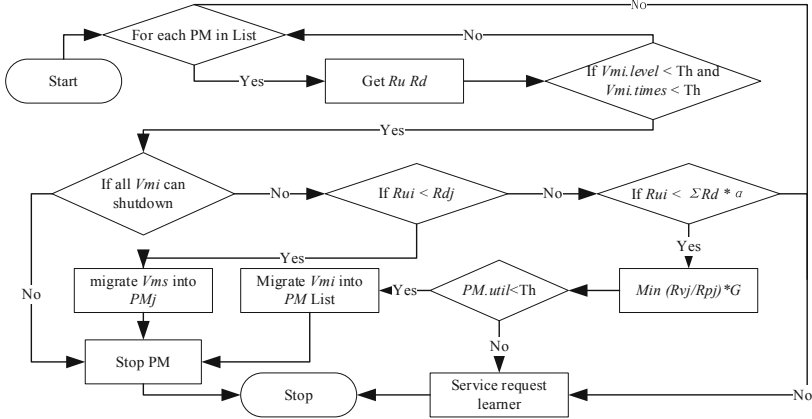 No
For each PM in List
No
Start
Yes
Get Ru Rd
If Vmi.level < Th and
Vmi.times < Th
Yes
If all Vmi can
shutdown
No
If Rui < Rdj
No
If Rui < ΣRd * α
Yes
Yes
No
migrate Vms into
PMj
Migrate Vmi into
PM List
Yes
PM.util<Th
Min (Rvj/Rpj)*G
No
Stop PM
Stop
Service request
learner
No